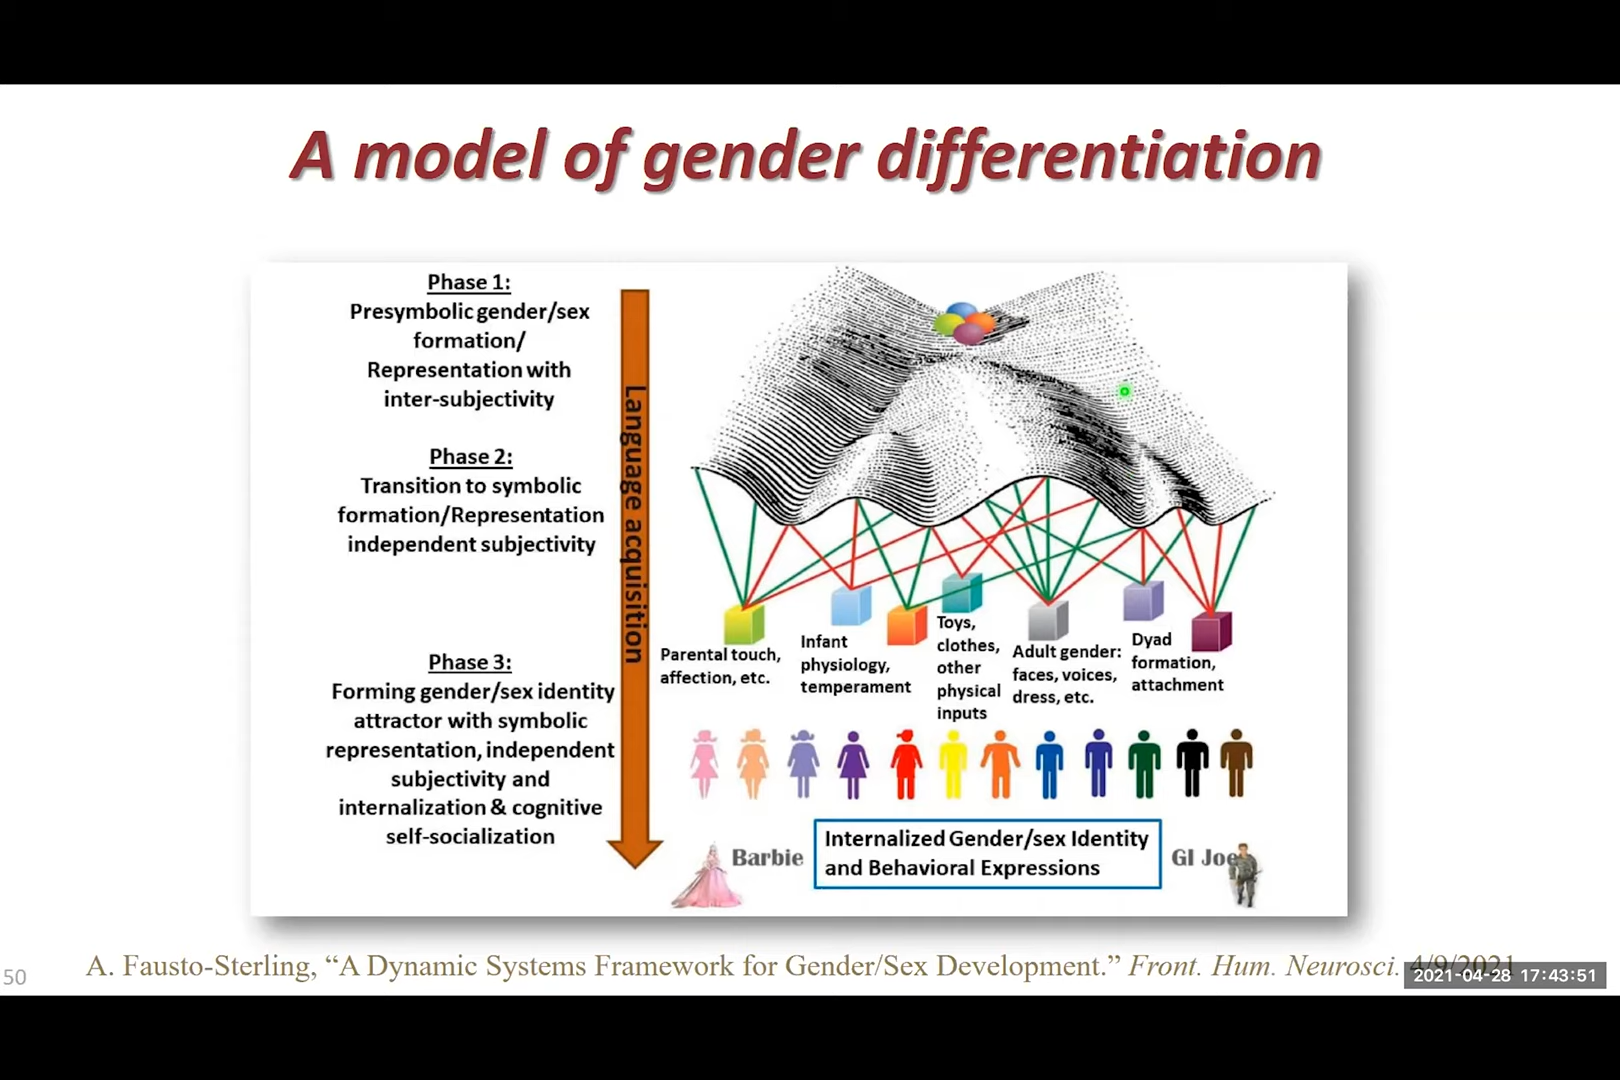 A model of gender differentiation
Phase 1:
Presymbolic gender/sex
formation/
Representation with
inter-subjectivity
Phase 2:
Transition to symbolic
formation/Representation
independent subjectivity
Phase 3:
Forming gender/sex identity
attractor with symbolic
representation, independent
subjectivity and
internalization & cognitive
self-socialization
Language acquisition
Parental touch,
affection, etc.
Infant
physiology,
temperament
Toys,
clothes,
other
physical
inputs
Adult gender:
faces, voices,
dress, etc.
Dyad
formation,
attachment
Barbie
Internalized Gender/sex Identity
and Behavioral Expressions
GI Joe
50
A. Fausto-Sterling, “A Dynamic Systems Framework for Gender/Sex Development.” Front. Hum. Neurosci. 4/9/2021
2021-04-28 17:43:51